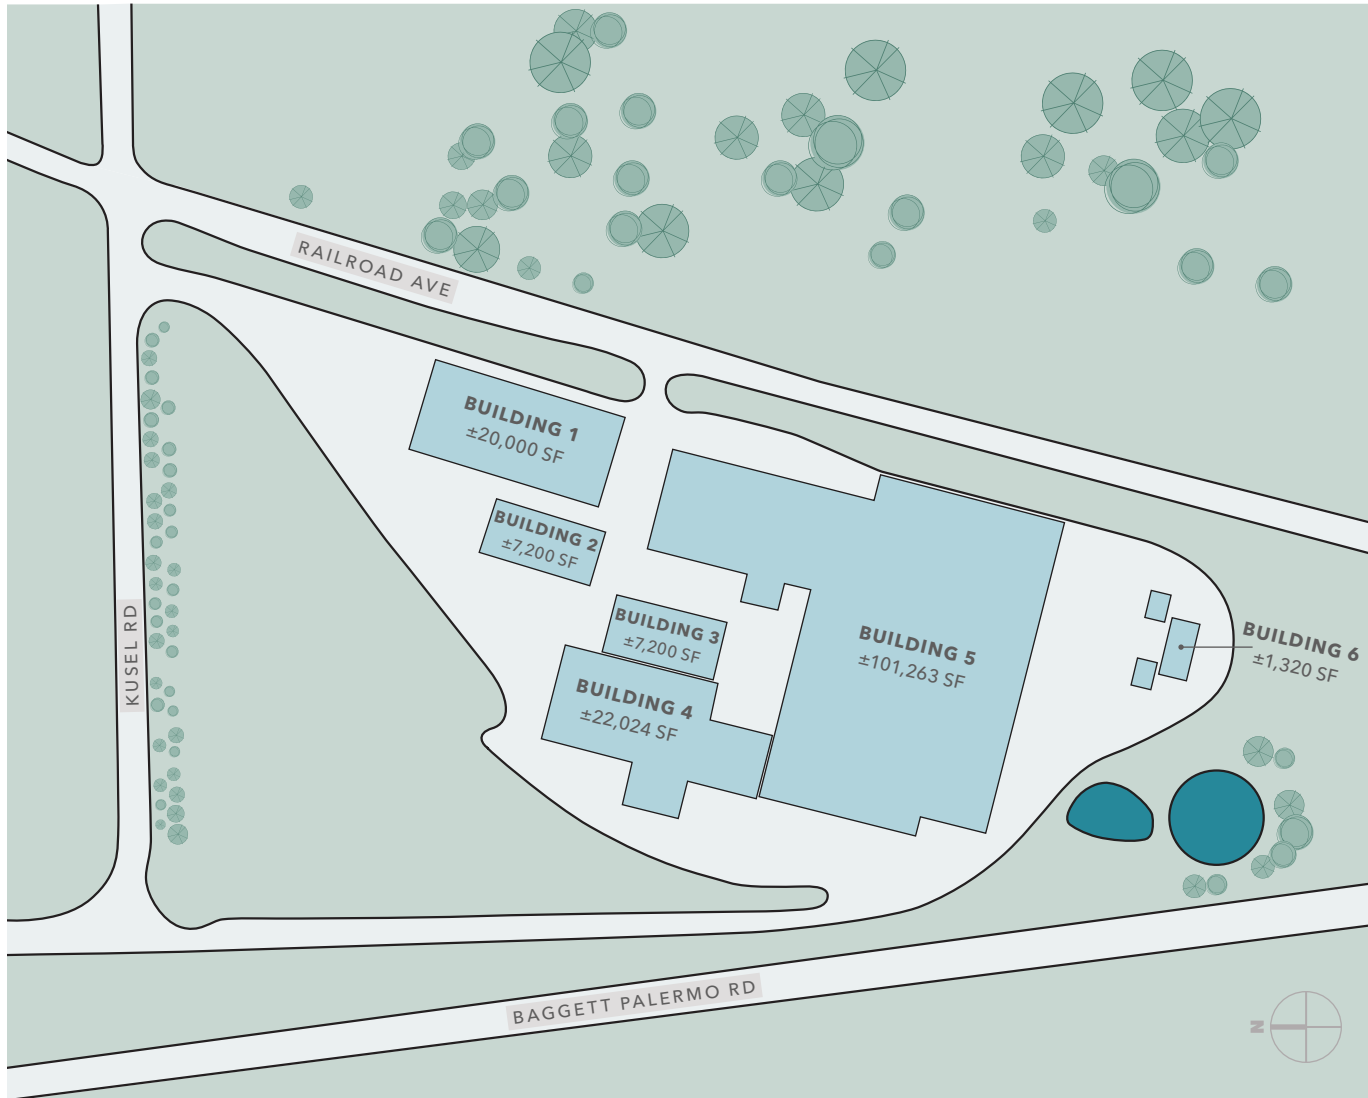 RAILROAD AVE
BUILDING 1
±20,000 SF
BUILDING 2
±7,200 SF
BUILDING 3
±7,200 SF
BUILDING 4
±22,024 SF
BUILDING 5
±101,263 SF
BUILDING 6
±1,320 SF
KUSEL RD
BAGGETT PALERMO RD
N